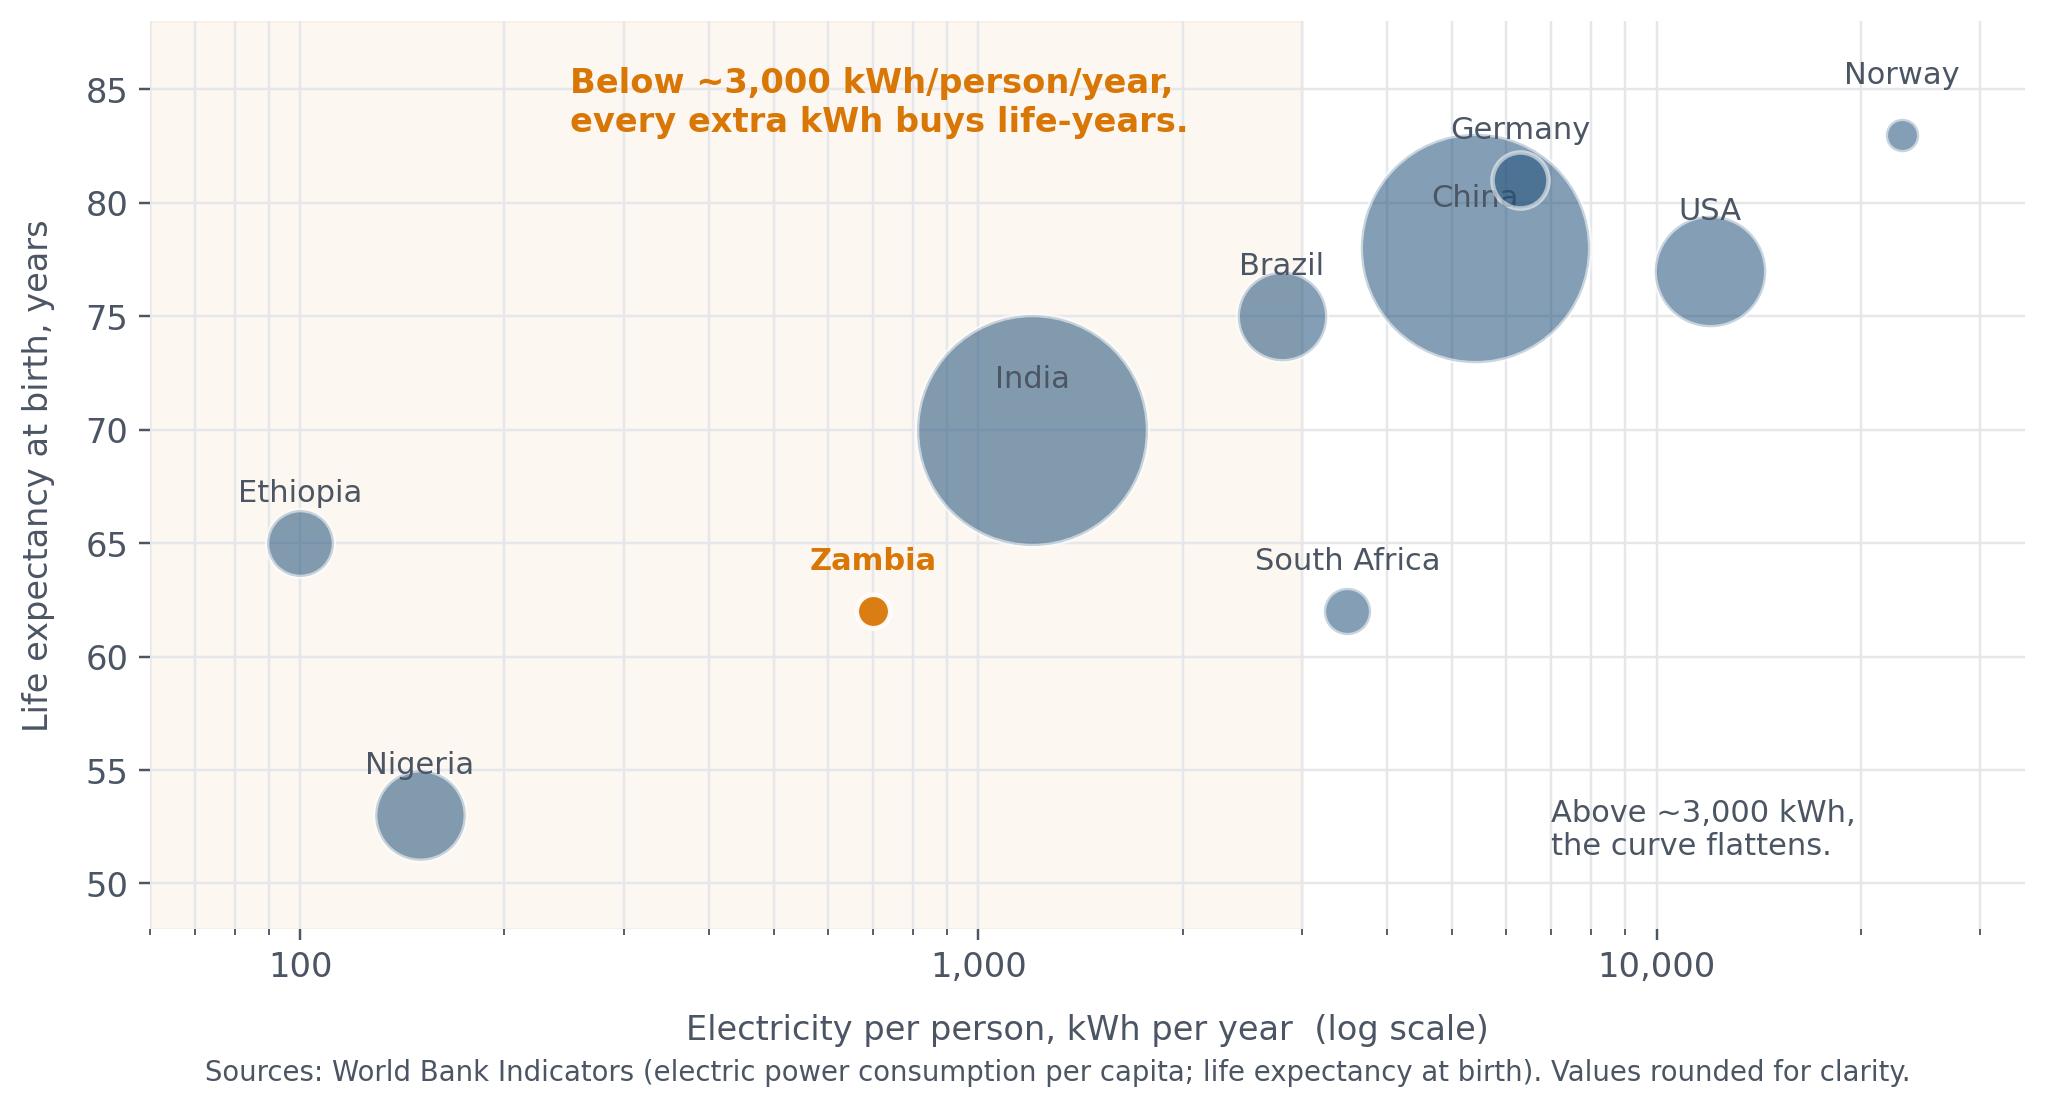 Below ~3,000 kWh/person/year,
every extra kWh buys life-years.
Norway
Germany
China
USA
Brazil
India
Ethiopia
Zambia
South Africa
Nigeria
Above ~3,000 kWh,
the curve flattens.
Life expectancy at birth, years
85
80
75
70
65
60
55
50
100
1,000
10,000
Electricity per person, kWh per year (log scale)
Sources: World Bank Indicators (electric power consumption per capita; life expectancy at birth). Values rounded for clarity.